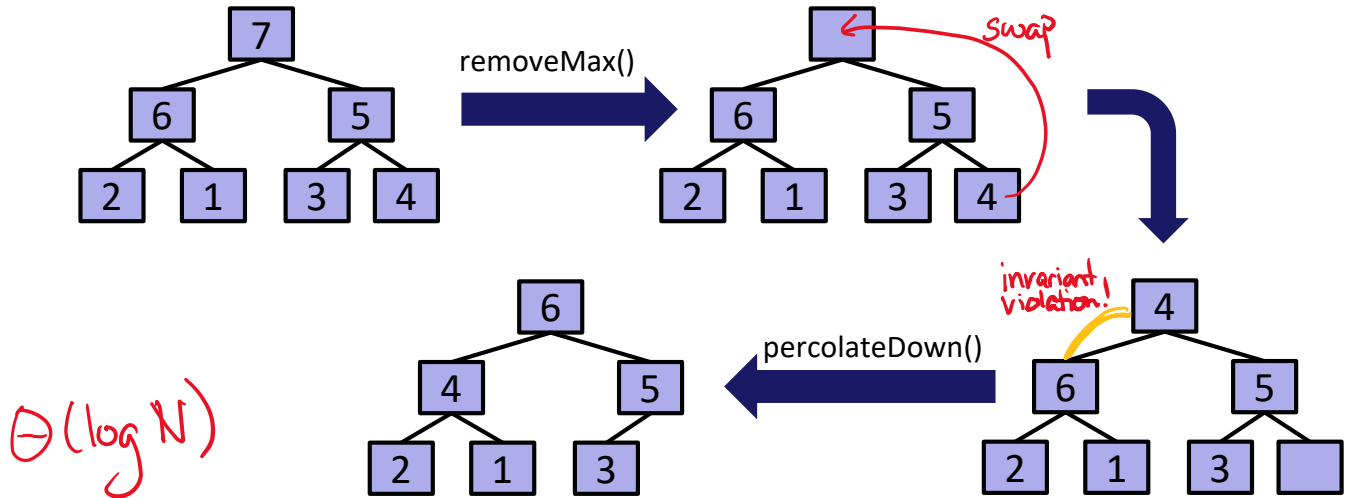 7
6 5
2 1 3 4
removeMax()
swap
6 5
2 1 3 4
invariant
violation!
4
6 5
2 1 3
percolateDown()
6
4 5
2 1 3
Θ(log N)